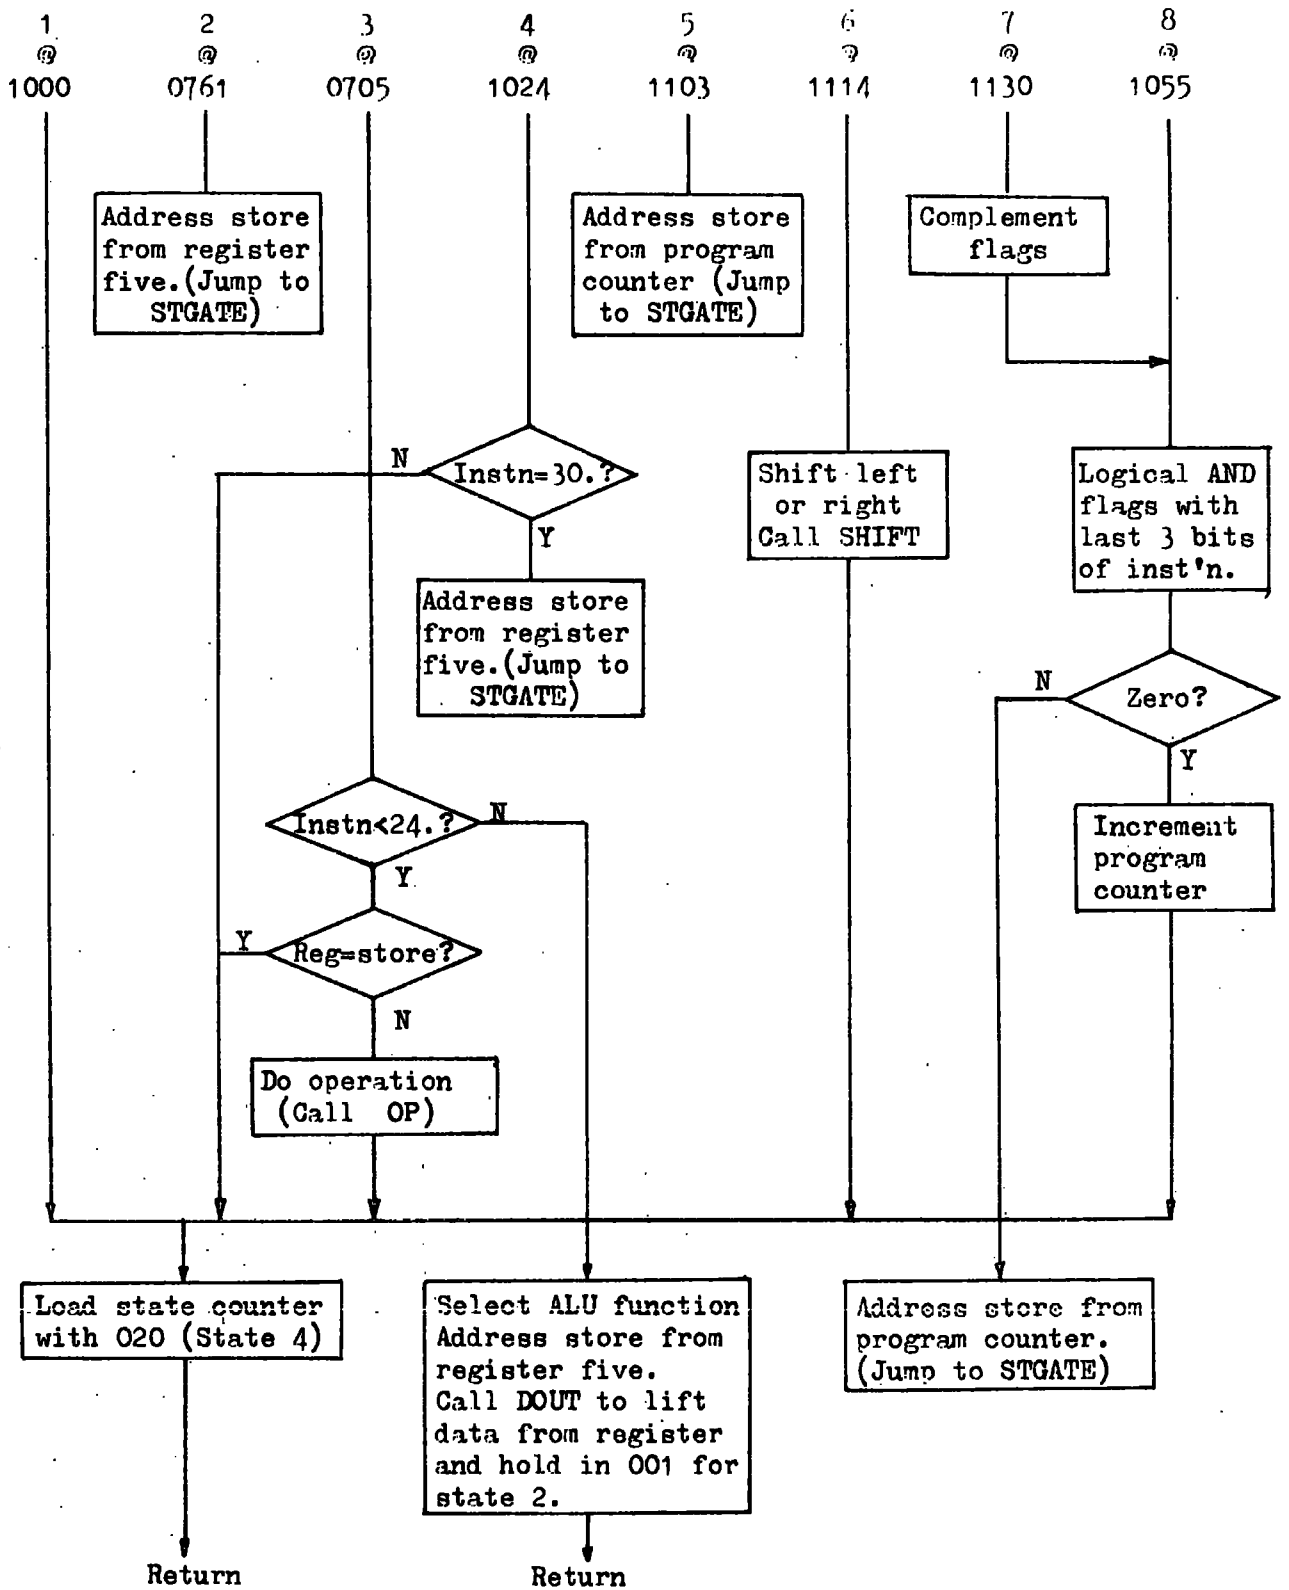 1 2 3 4 5 6 7 8
@ @ @ @ @ @ @ @
1000 0761 0705 1024 1103 1114 1130 1055
Address store
from register
five.(Jump to
STGATE)
Address store
from program
counter (Jump
to STGATE)
Complement
flags
N
Instn=30.?
Y
Shift left
or right
Call SHIFT
Logical AND
flags with
last 3 bits
of inst'n.
Address store
from register
five.(Jump to
STGATE)
N
Zero?
Y
Instn<24.?
N
Y
Increment
program
counter
Y
Reg=store?
N
Do operation
(Call OP)
Load state counter
with 020 (State 4)
Select ALU function
Address store from
register five.
Call DOUT to lift
data from register
and hold in 001 for
state 2.
Address store from
program counter.
(Jump to STGATE)
Return
Return